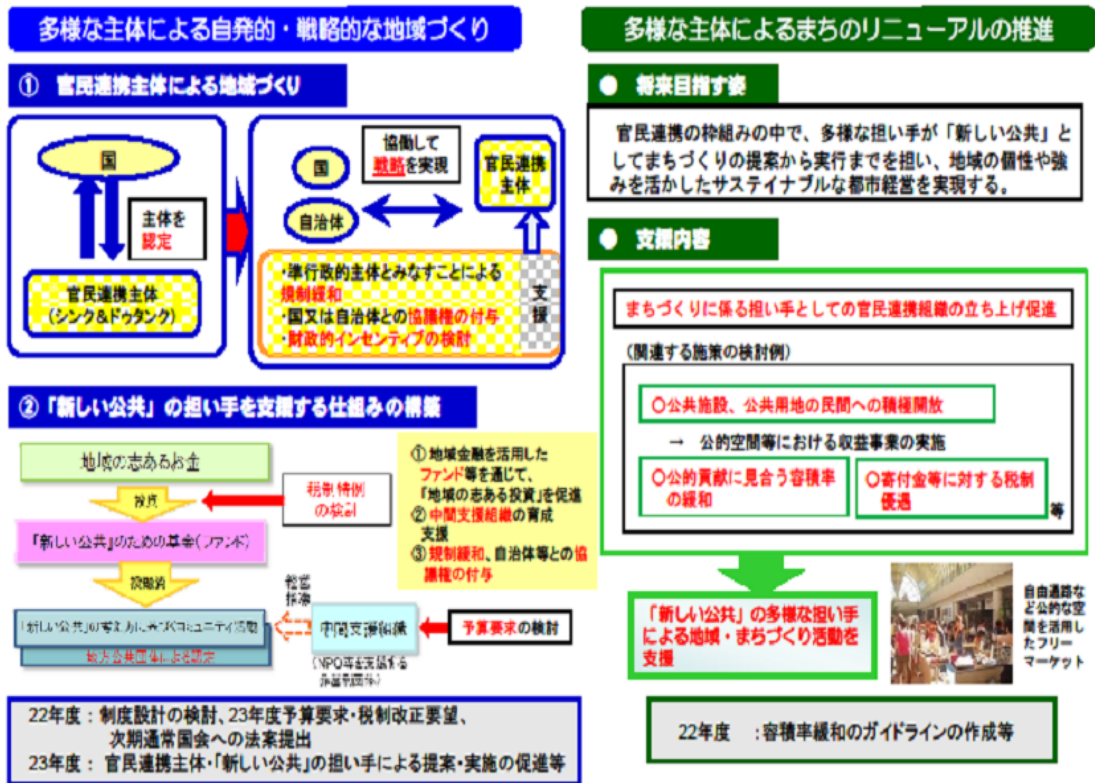 多様な主体による自発的・戦略的な地域づくり
① 官民連携主体による地域づくり
国
主体を
認定
官民連携主体
(シンク&ドゥタンク)
国
自治体
協働して
戦略を実現
官民連携
主体
・準行政的主体とみなすことによる
規制緩和
・国又は自治体との協議権の付与
・財政的インセンティブの検討
支
援
②「新しい公共」の担い手を支援する仕組みの構築
地域の志あるお金
投資
税制特例
の検討
『新しい公共』のための基金(ファンド)
投融資
「新しい公共」の考え方に基づくコミュニティ活動
地方公共団体による認定
中間支援組織
(NPO等を支援する
予算要求の検討
① 地域金融を活用した
ファンド等を通じて、
「地域の志ある投資」を促進
② 中間支援組織の育成
支援
③ 規制緩和、自治体等との協
議権の付与
22年度：制度設計の検討、23年度予算要求・税制改正要望、
次期通常国会への法案提出
23年度： 官民連携主体・「新しい公共」の担い手による提案・実施の促進等
多様な主体によるまちのリニューアルの推進
● 将来目指す姿
官民連携の枠組みの中で、多様な担い手が「新しい公共」と
してまちづくりの提案から実行までを担い、地域の個性や強
みを活かしたサステイナブルな都市経営を実現する。
● 支援内容
まちづくりに係る担い手としての官民連携組織の立ち上げ促進
(関連する施策の検討例)
○公共施設、公共用地の民間への積極開放
→ 公的空間等における収益事業の実施
○公的貢献に見合う容積率
の緩和
○寄付金等に対する税制
優遇
等
「新しい公共」の多様な担い手
による地域・まちづくり活動を
支援
自由通路な
ど公的な空
間を活用し
たフリー
マーケット
22年度 ：容積率緩和のガイドラインの作成等